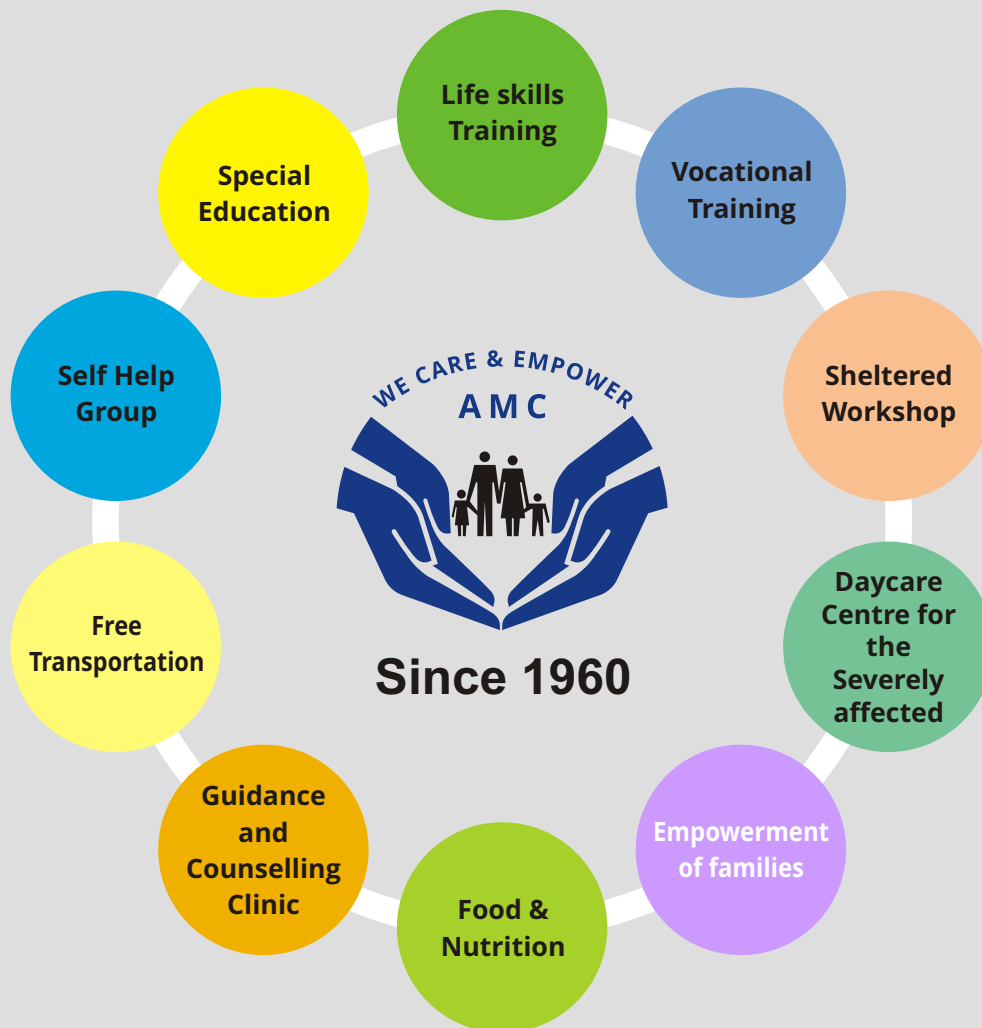 Life skills
Training
Vocational
Training
Sheltered
Workshop
Daycare
Centre for
the
Severely
affected
Empowerment
of families
Food &
Nutrition
Guidance
and
Counselling
Clinic
Free
Transportation
Self Help
Group
Special
Education
WE CARE & EMPOWER
AMC
Since 1960